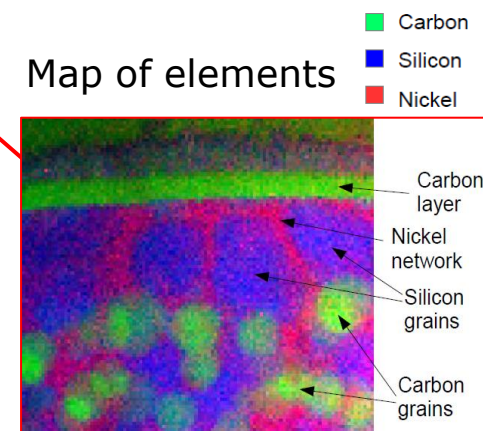 Carbon
Silicon
Nickel
Map of elements
Carbon
layer
Nickel
network
Silicon
grains
Carbon
grains